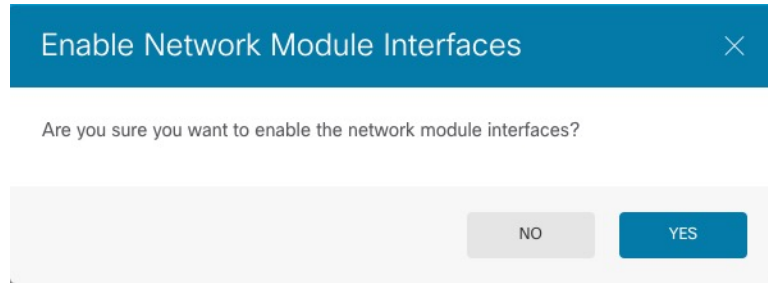 Enable Network Module Interfaces
Are you sure you want to enable the network module interfaces?
NO YES